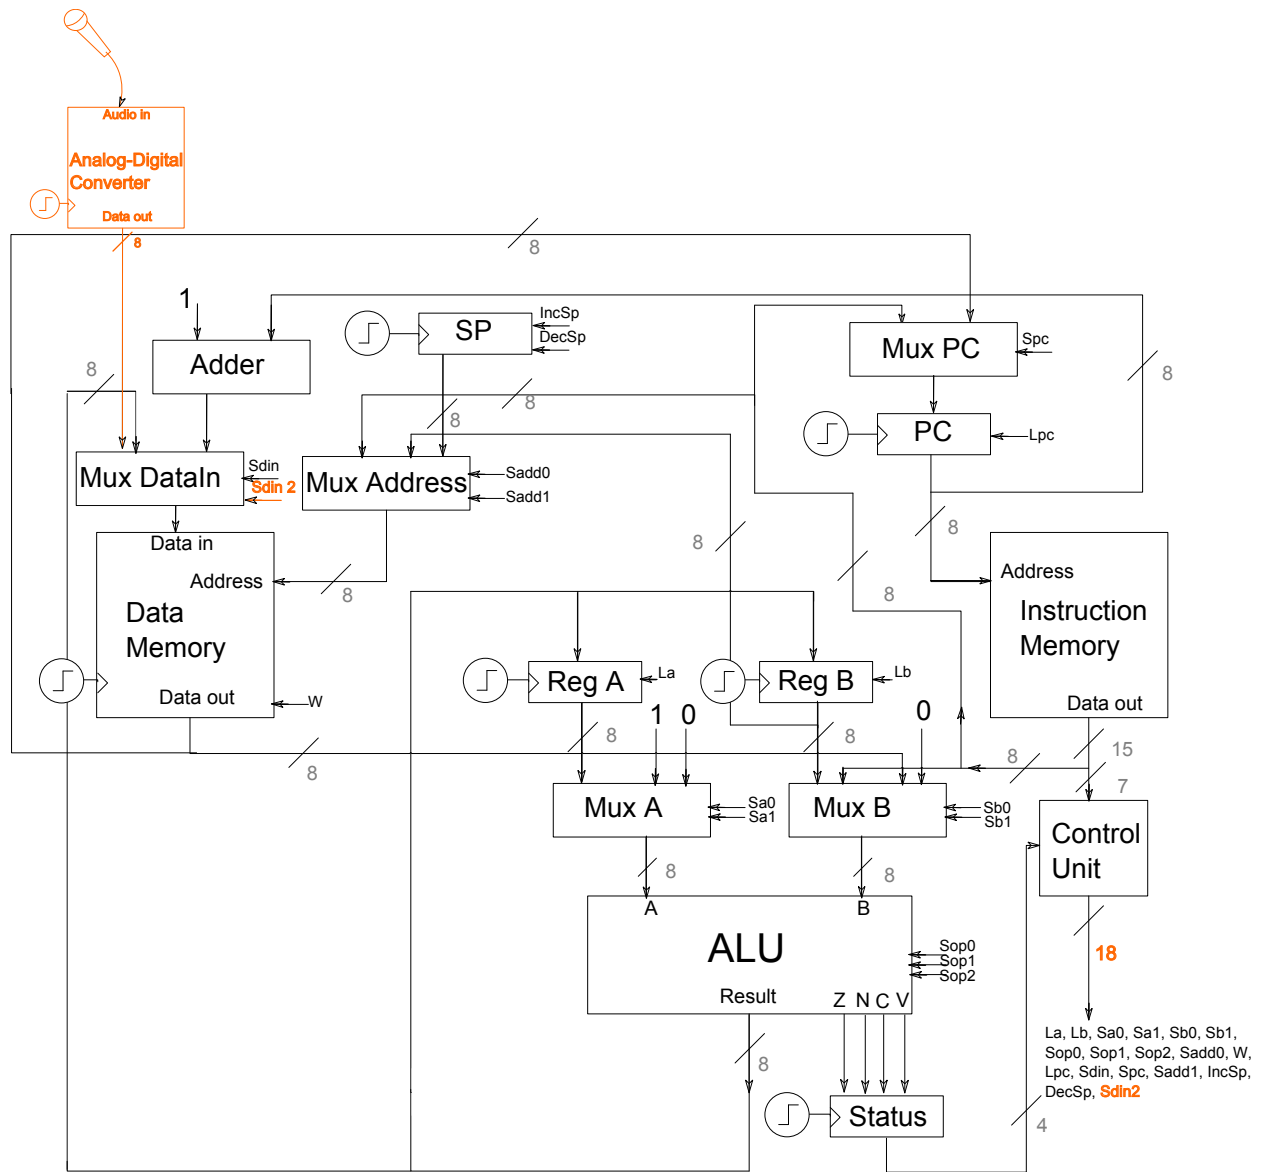 Audio in
Analog-Digital
Converter
Data out
8
8
1
IncSp
SP
DecSp
Adder
Mux PC
Spc
8
8
8
8
PC
Lpc
Mux DataIn
Sdin
Sdin 2
Mux Address
Sadd0
Sadd1
8
8
Data in
Address
8
Data
Memory
Data out
W
Address
Instruction
Memory
Data out
8
Reg A
La
Reg B
Lb
1
0
0
8
8
8
8
15
7
Mux A
Sa0
Sa1
Mux B
Sb0
Sb1
Control
Unit
8
8
A
B
ALU
Sop0
Sop1
Sop2
Result
Z
N
C
V
18
8
La, Lb, Sa0, Sa1, Sb0, Sb1,
Sop0, Sop1, Sop2, Sadd0, W,
Lpc, Sdin, Spc, Sadd1, IncSp,
DecSp, Sdin2
Status
4